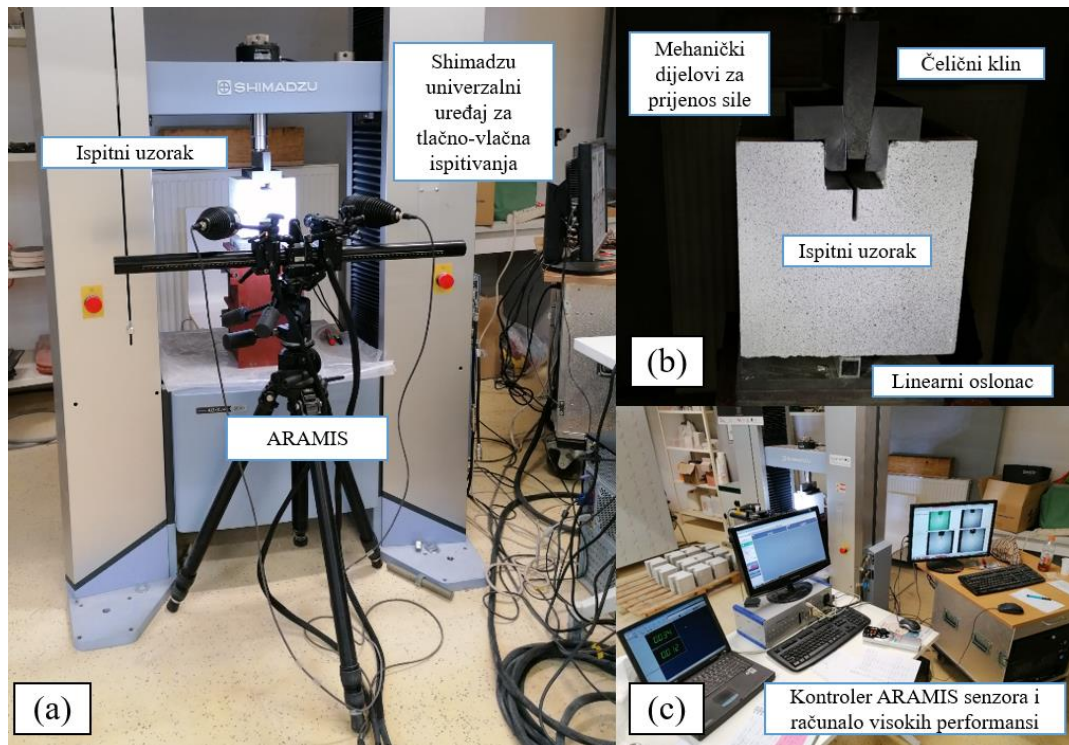 SHIMADZU
Shimadzu
univerzalni
uređaj za
tlačno-vlačna
ispitivanja
Ispitni uzorak
ARAMIS
(a)
Mehanički
dijelovi za
prijenos sile
Čelični klin
Ispitni uzorak
Linearni oslonac
(b)
SHIMADZU
Kontroler ARAMIS senzora i
računalo visokih performansi
(c)